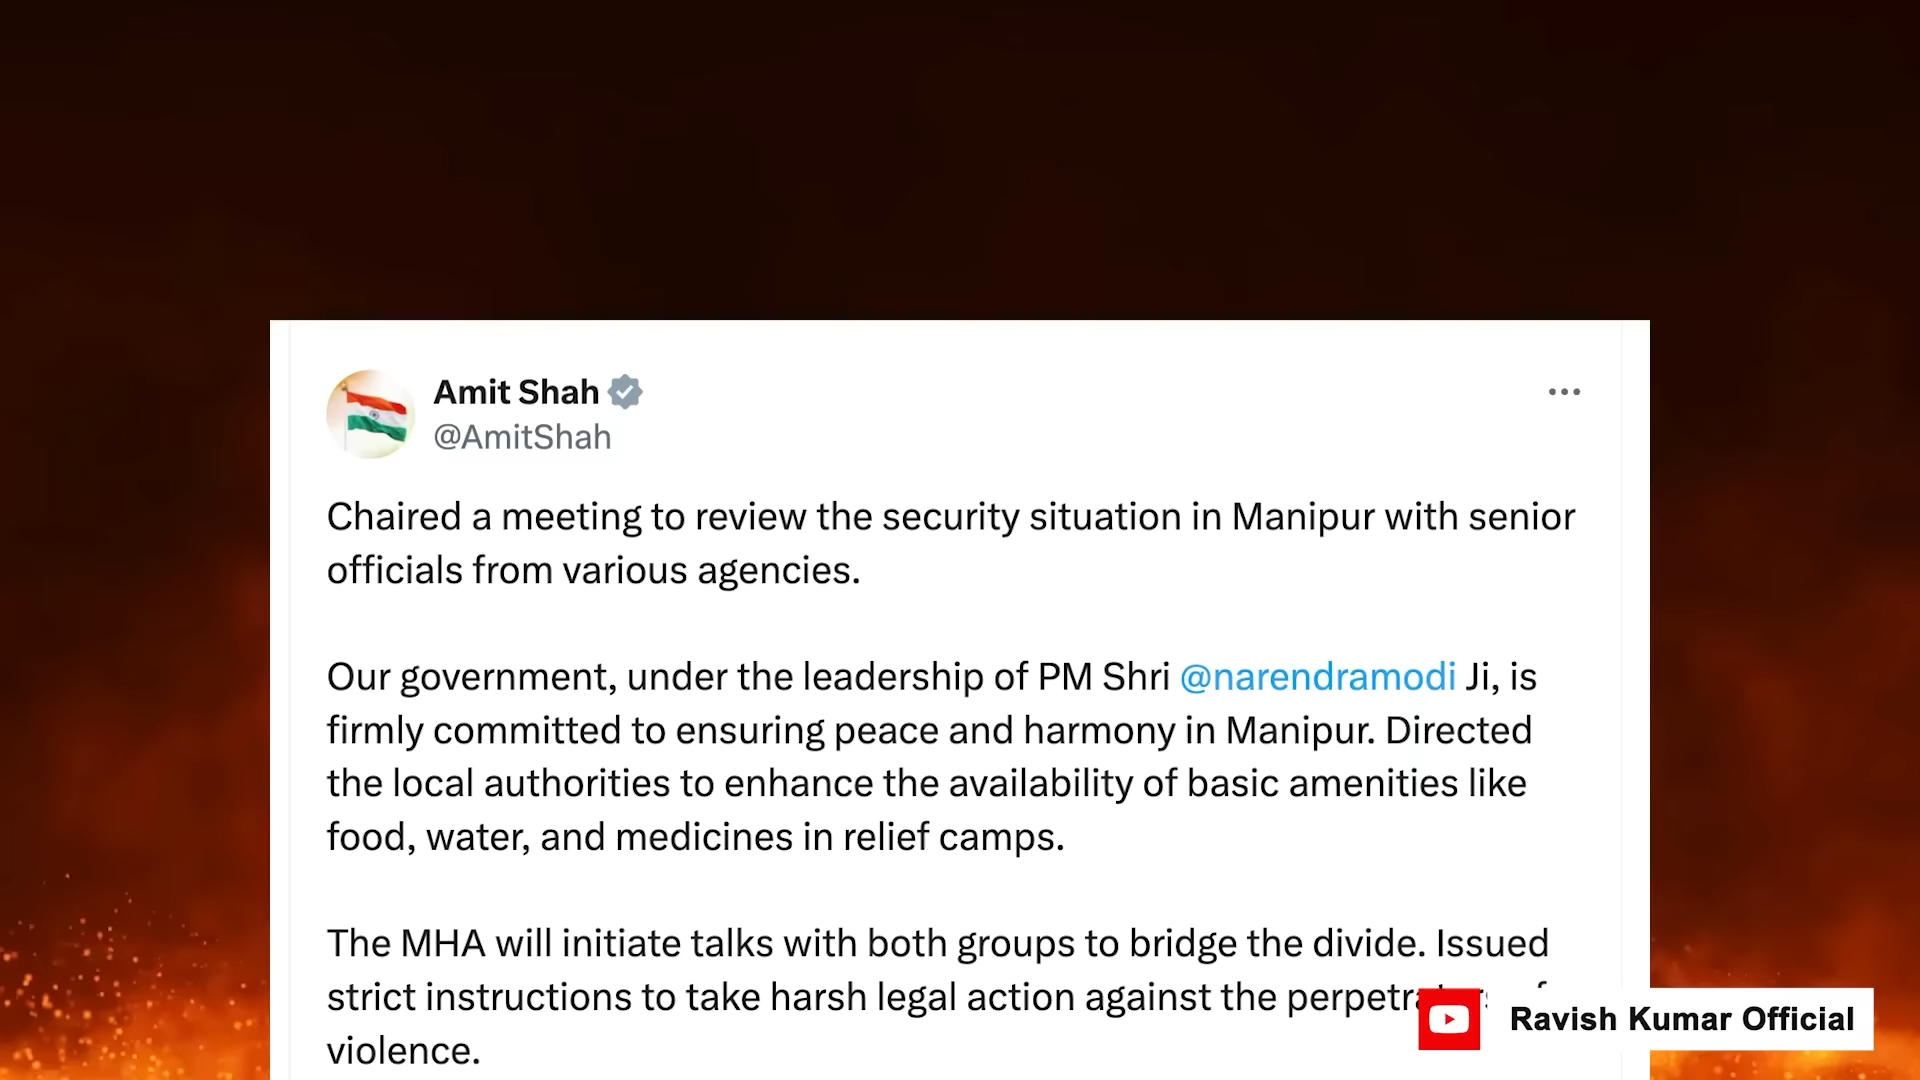 Amit Shah
@AmitShah
Chaired a meeting to review the security situation in Manipur with senior
officials from various agencies.
Our government, under the leadership of PM Shri @narendramodi Ji, is
firmly committed to ensuring peace and harmony in Manipur. Directed
the local authorities to enhance the availability of basic amenities like
food, water, and medicines in relief camps.
The MHA will initiate talks with both groups to bridge the divide. Issued
strict instructions to take harsh legal action against the
violence.
Ravish Kumar Official